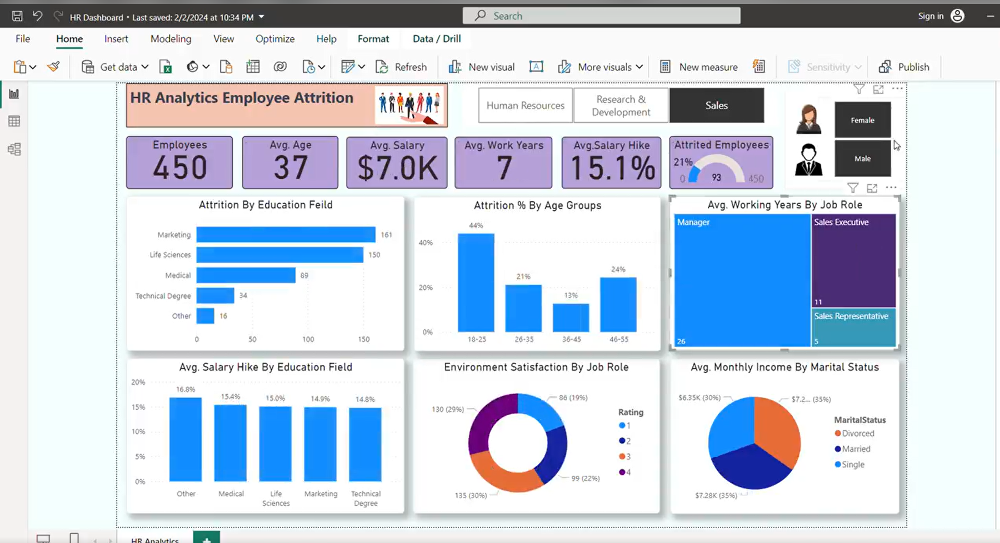 HR Dashboard • Last saved: 2/2/2024 at 10:34 PM
Search
Sign in
File
Home
Insert
Modeling
View
Optimize
Help
Format
Data / Drill
Get data
Refresh
New visual
More visuals
New measure
Sensitivity
Publish
HR Analytics Employee Attrition
Human Resources
Research &
Development
Sales
Female
Male
Employees
450
Avg. Age
37
Avg. Salary
$7.0K
Avg. Work Years
7
Avg.Salary Hike
15.1%
Attrited Employees
21%
0
93
450
Attrition By Education Feild
Marketing
161
Life Sciences
150
Medical
89
Technical Degree
34
Other
16
0
50
100
150
Attrition % By Age Groups
44%
40%
21%
24%
20%
13%
0%
18-25
26-35
36-45
46-55
Avg. Working Years By Job Role
Manager
26
Sales Executive
11
Sales Representative
5
Avg. Salary Hike By Education Field
20%
16.8%
15.4%
15.0%
14.9%
14.8%
15%
10%
5%
0%
Other
Medical
Life
Sciences
Marketing
Technical
Degree
Environment Satisfaction By Job Role
86 (19%)
130 (29%)
99 (22%)
135 (30%)
Rating
1
2
3
4
Avg. Monthly Income By Marital Status
$6.35K (30%)
$7.2... (35%)
$7.28K (35%)
MaritalStatus
Divorced
Married
Single
HR Analytics